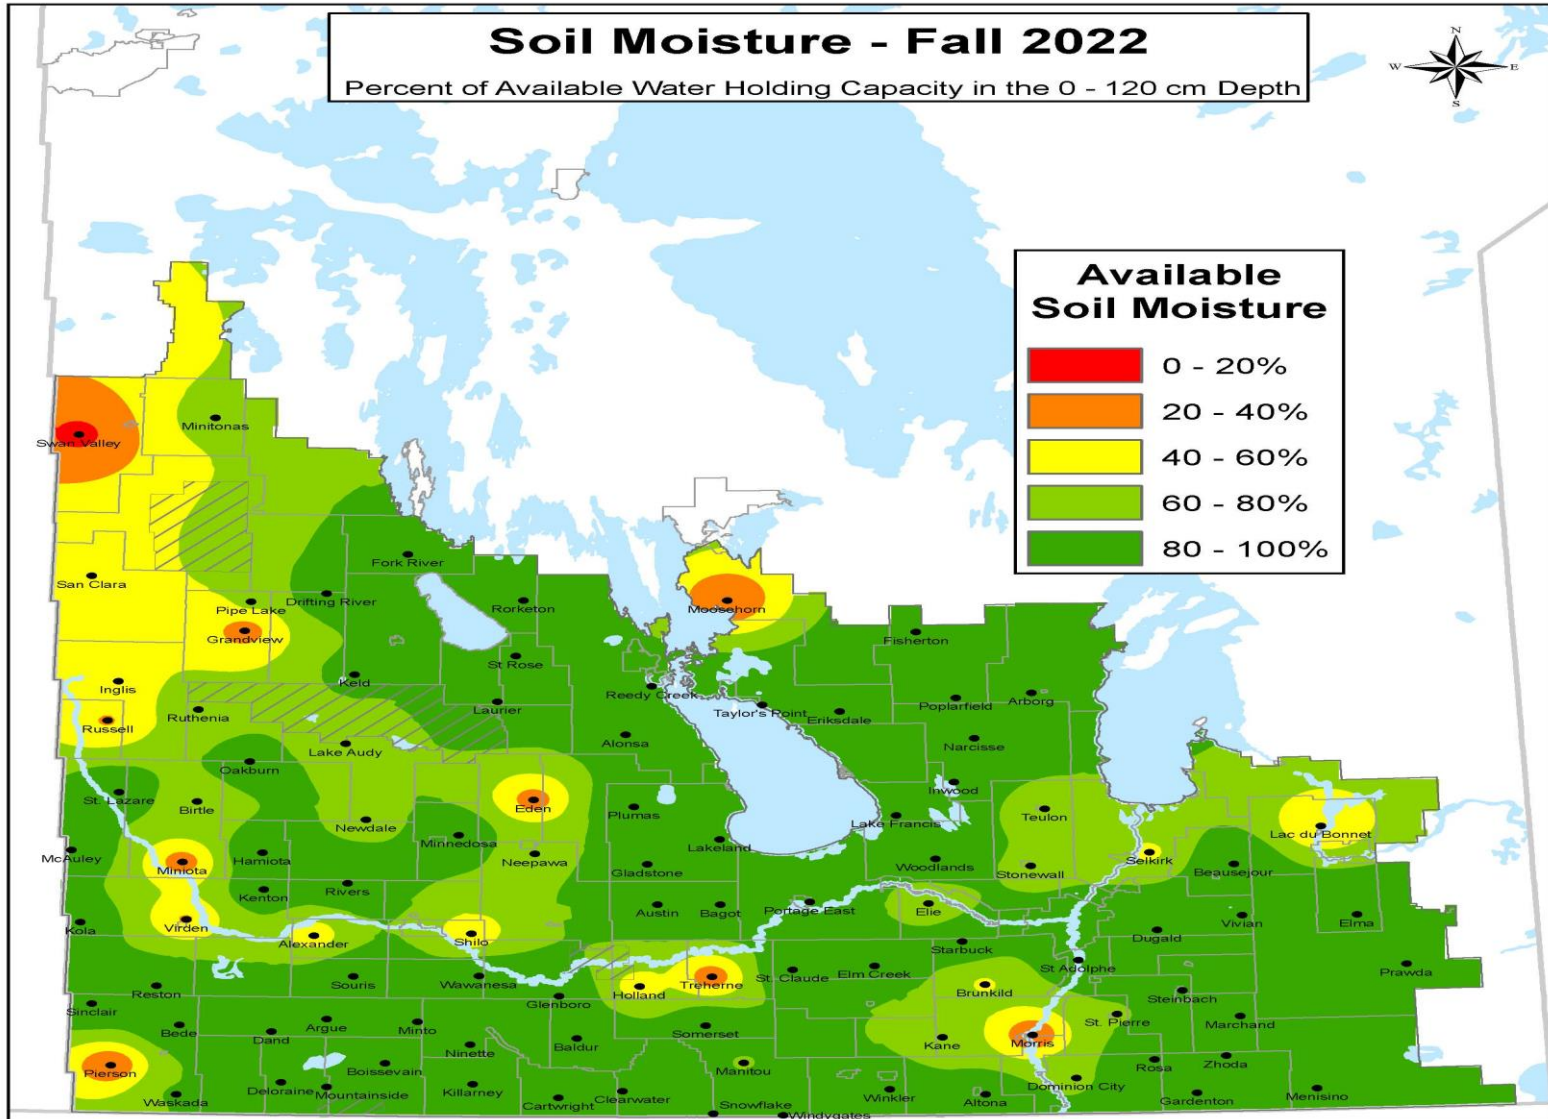 Soil Moisture - Fall 2022
Percent of Available Water Holding Capacity in the 0 - 120 cm Depth
N
W
E
S
Available
Soil Moisture
0 - 20%
20 - 40%
40 - 60%
60 - 80%
80 - 100%
Minitonas
Swan Valley
Fork River
San Clara
Pipe Lake
Drifting River
Rorketon
Moosehorn
Grandview
Fisherton
St Rose
Keld
Inglis
Reedy Creek
Laurier
Taylor's Point
Eriksdale
Poplarfield
Arborg
Ruthenia
Russell
Lake Audy
Alonsa
Narcisse
Oakburn
Inwood
St. Lazare
Birtle
Eden
Plumas
Lake Francis
Teulon
Newdale
Lac du Bonnet
Minnedosa
Lakeland
McAuley
Hamiota
Neepawa
Miniota
Gladstone
Woodlands
Stonewall
Selkirk
Beausejour
Kenton
Rivers
Austin
Bagot
Portage East
Elie
Kola
Virden
Alexander
Shilo
Vivian
Elma
Dugald
Starbuck
St Adolphe
Prawda
Reston
Souris
Wawanesa
Holland
Treherne
St. Claude
Elm Creek
Brunkild
Steinbach
Sinclair
Glenboro
Bede
Dand
Argue
Minto
Somerset
St. Pierre
Marchand
Ninette
Baldur
Kane
Morris
Pierson
Boissevain
Manitou
Rosa
Zhoda
Waskada
Deloraine
Mountainside
Killarney
Cartwright
Clearwater
Snowflake
Windygates
Winkler
Altona
Dominion City
Gardenton
Menisino